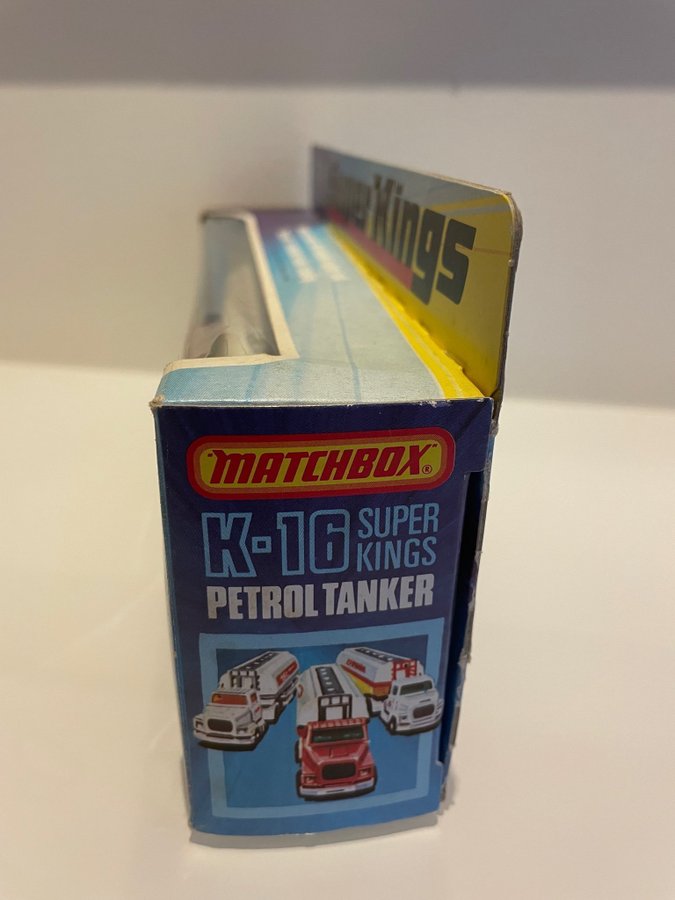 Kings
"MATCHBOX"®
K-16 SUPER
KINGS
PETROL TANKER